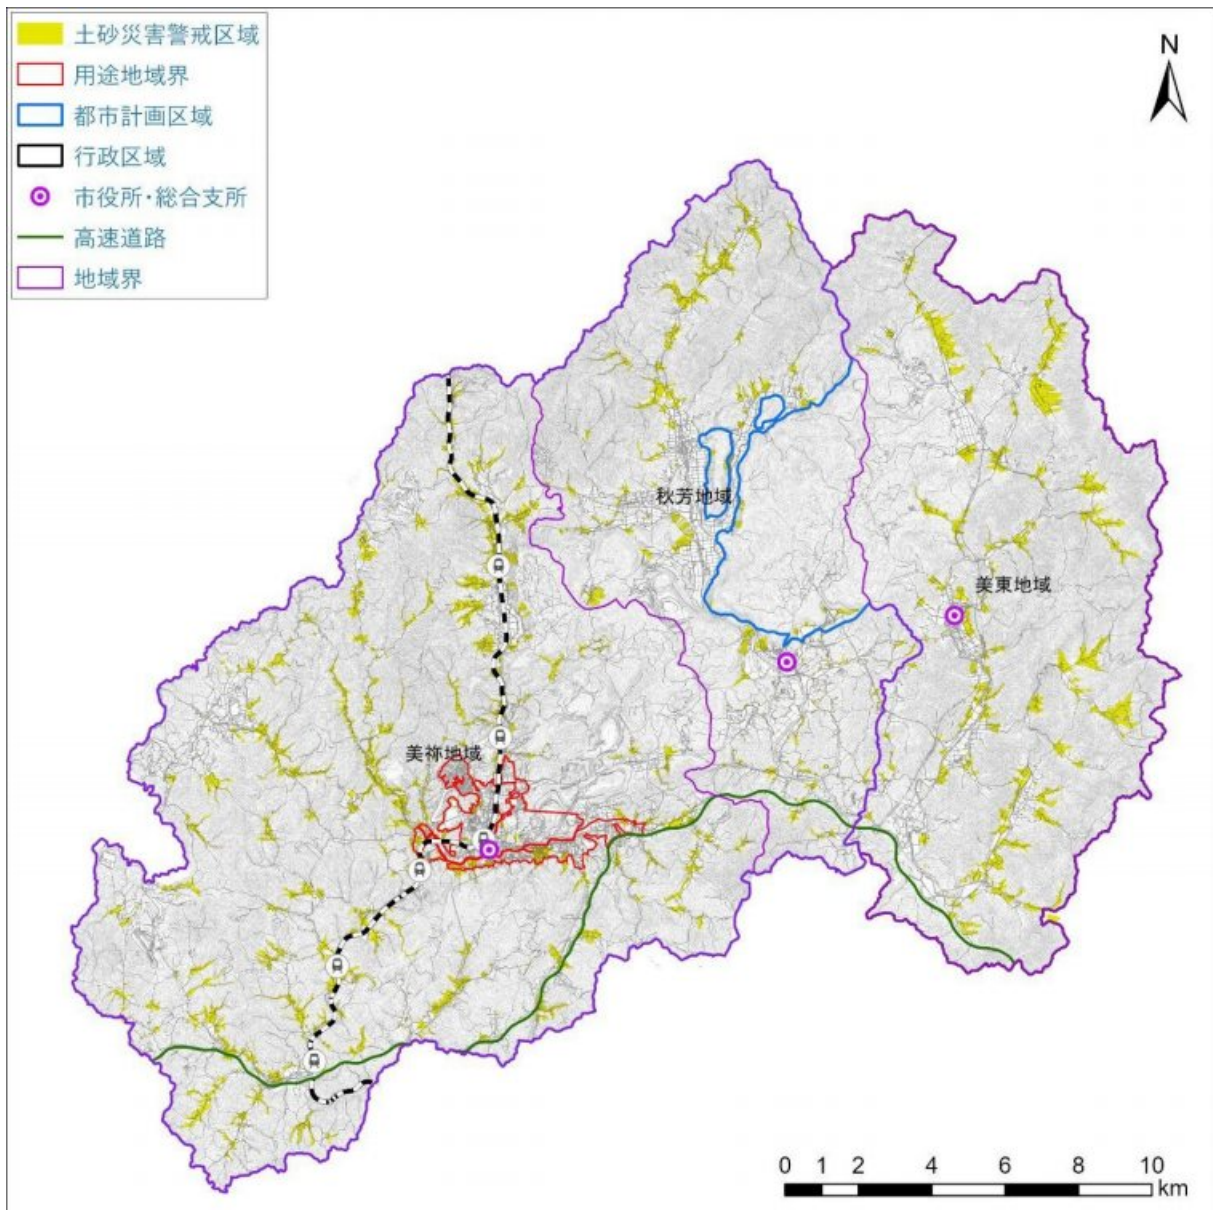 土砂災害警戒区域
用途地域界
都市計画区域
行政区域
市役所・総合支所
高速道路
地域界
N
秋芳地域
美東地域
美祢地域
0 1 2 4 6 8 10
km